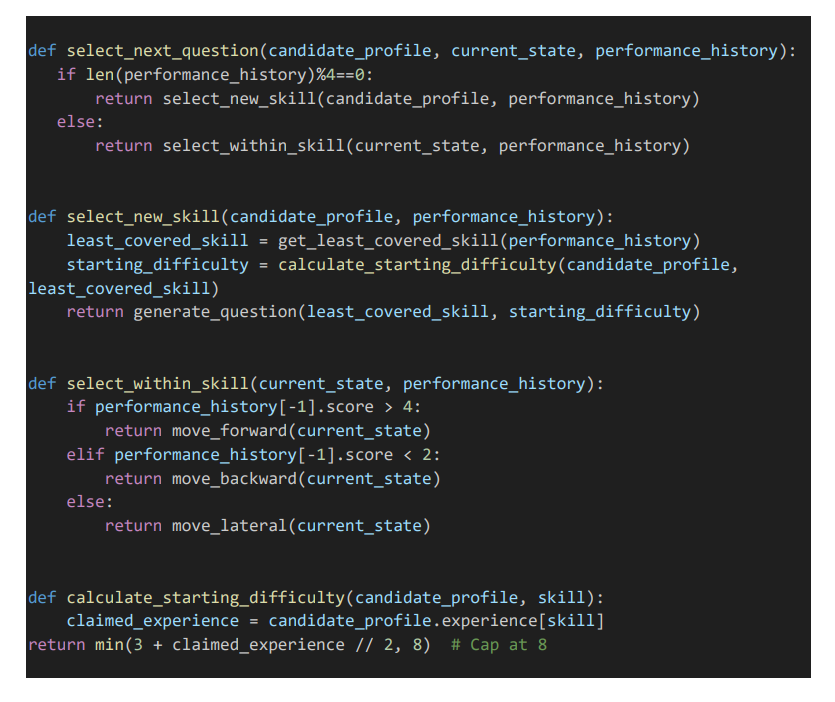 def select_next_question(candidate_profile, current_state, performance_history):
   if len(performance_history)%4==0:
       return select_new_skill(candidate_profile, performance_history)
   else:
       return select_within_skill(current_state, performance_history)

def select_new_skill(candidate_profile, performance_history):
    least_covered_skill = get_least_covered_skill(performance_history)
    starting_difficulty = calculate_starting_difficulty(candidate_profile,
least_covered_skill)
    return generate_question(least_covered_skill, starting_difficulty)

def select_within_skill(current_state, performance_history):
    if performance_history[-1].score > 4:
        return move_forward(current_state)
    elif performance_history[-1].score < 2:
        return move_backward(current_state)
    else:
        return move_lateral(current_state)

def calculate_starting_difficulty(candidate_profile, skill):
    claimed_experience = candidate_profile.experience[skill]
return min(3 + claimed_experience // 2, 8)  # Cap at 8